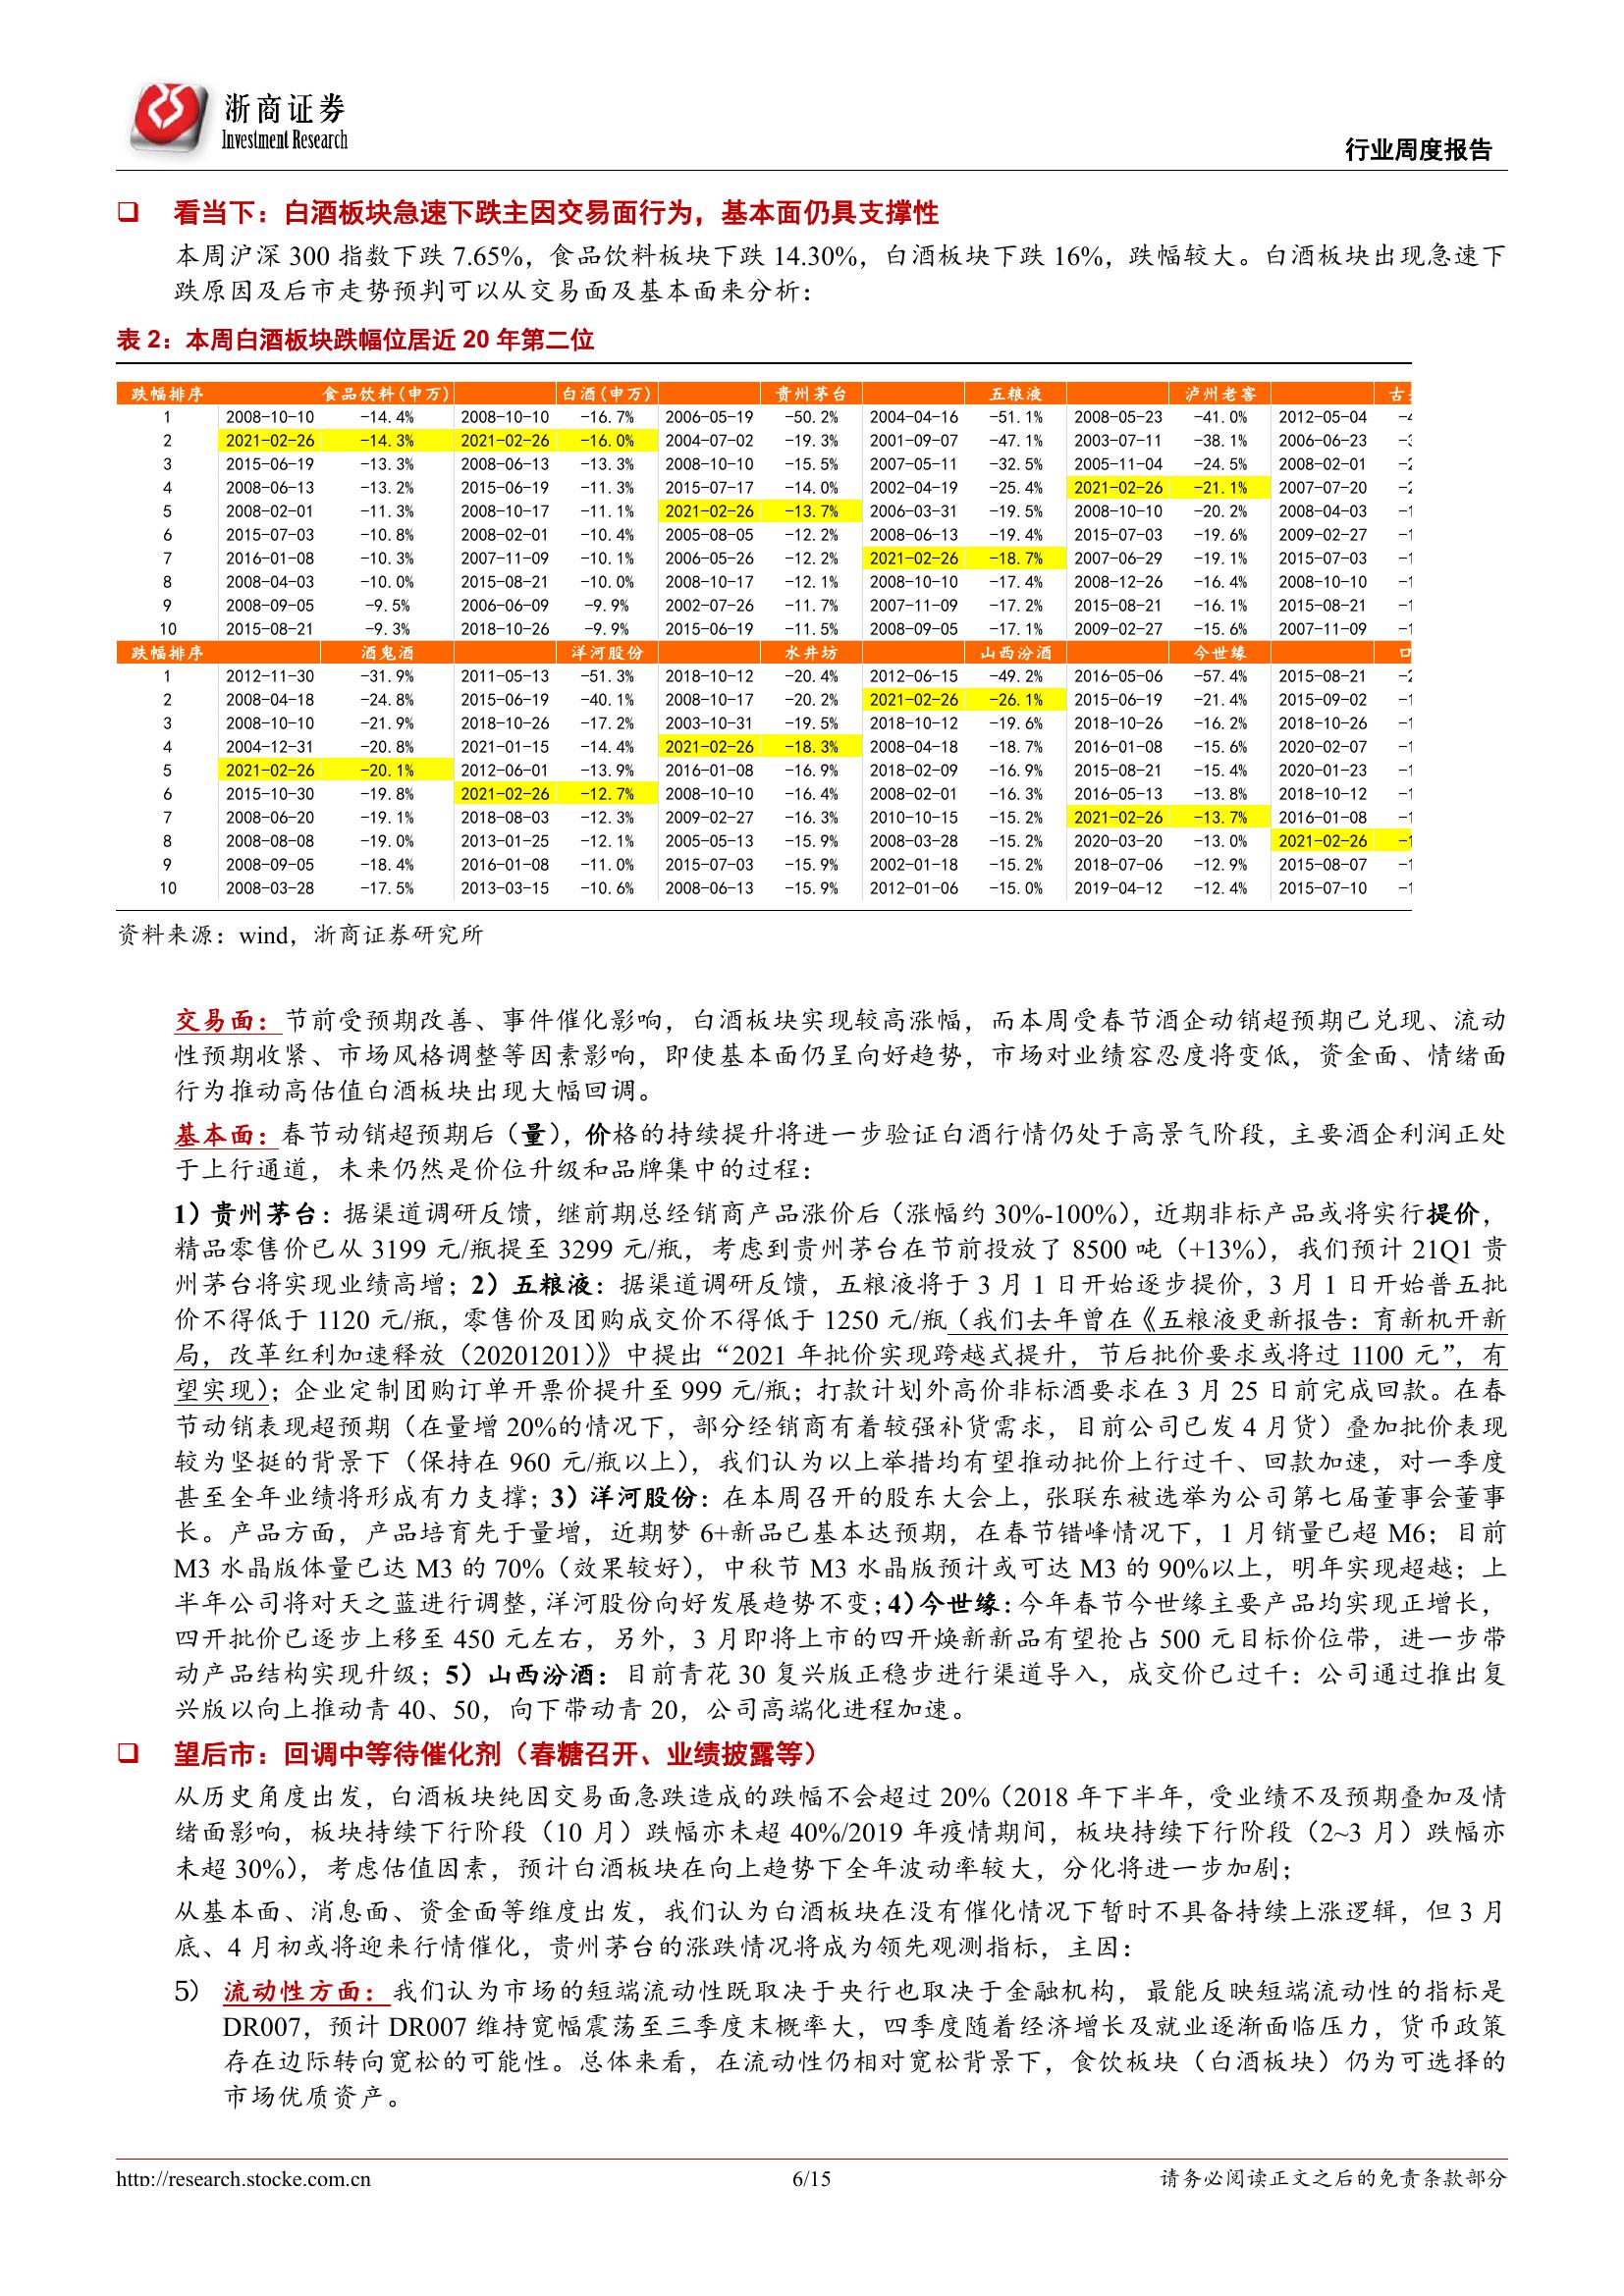 浙商证券
Investment Research
行业周度报告
❑ 看当下：白酒板块急速下跌主因交易面行为，基本面仍具支撑性
本周沪深 300 指数下跌 7.65%，食品饮料板块下跌 14.30%，白酒板块下跌 16%，跌幅较大。白酒板块出现急速下
跌原因及后市走势预判可以从交易面及基本面来分析：
表 2：本周白酒板块跌幅位居近 20 年第二位
跌幅排序 食品饮料(申万) 白酒(申万) 贵州茅台 五粮液 泸州老窖
1 2008-10-10 -14.4% 2008-10-10 -16.7% 2006-05-19 -50.2% 2004-04-16 -51.1% 2008-05-23 -41.0% 2012-05-04
2 2021-02-26 -14.3% 2021-02-26 -16.0% 2004-07-02 -19.3% 2001-09-07 -47.1% 2003-07-11 -38.1% 2006-06-23
3 2015-06-19 -13.3% 2008-06-13 -13.3% 2008-10-10 -15.5% 2007-05-11 -32.5% 2005-11-04 -24.5% 2008-02-01
4 2008-06-13 -13.2% 2015-06-19 -11.3% 2015-07-17 -14.0% 2002-04-19 -25.4% 2021-02-26 -21.1% 2007-07-20
5 2008-02-01 -11.3% 2008-10-17 -11.1% 2021-02-26 -13.7% 2006-03-31 -19.5% 2008-10-10 -20.2% 2008-04-03
6 2015-07-03 -10.8% 2008-02-01 -10.4% 2005-08-05 -12.2% 2008-06-13 -19.4% 2015-07-03 -19.6% 2009-02-27
7 2016-01-08 -10.3% 2007-11-09 -10.1% 2006-05-26 -12.2% 2021-02-26 -18.7% 2007-06-29 -19.1% 2015-07-03
8 2008-04-03 -10.0% 2015-08-21 -10.0% 2008-10-17 -12.1% 2008-10-10 -17.4% 2008-12-26 -16.4% 2008-10-10
9 2008-09-05 -9.5% 2006-06-09 -9.9% 2002-07-26 -11.7% 2007-11-09 -17.2% 2015-08-21 -16.1% 2015-08-21
10 2015-08-21 -9.3% 2018-10-26 -9.9% 2015-06-19 -11.5% 2008-09-05 -17.1% 2009-02-27 -15.6% 2007-11-09
跌幅排序 酒鬼酒 洋河股份 水井坊 山西汾酒 今世缘
1 2012-11-30 -31.9% 2011-05-13 -51.3% 2018-10-12 -20.4% 2012-06-15 -49.2% 2016-05-06 -57.4% 2015-08-21
2 2008-04-18 -24.8% 2015-06-19 -40.1% 2008-10-17 -20.2% 2021-02-26 -26.1% 2015-06-19 -21.4% 2015-09-02
3 2008-10-10 -21.9% 2018-10-26 -17.2% 2003-10-31 -19.5% 2018-10-12 -19.6% 2018-10-26 -16.2% 2018-10-26
4 2004-12-31 -20.8% 2021-01-15 -14.4% 2021-02-26 -18.3% 2008-04-18 -18.7% 2016-01-08 -15.6% 2020-02-07
5 2021-02-26 -20.1% 2012-06-01 -13.9% 2016-01-08 -16.9% 2018-02-09 -16.9% 2015-08-21 -15.4% 2020-01-23
6 2015-10-30 -19.8% 2021-02-26 -12.7% 2008-10-10 -16.4% 2008-02-01 -16.3% 2016-05-13 -13.8% 2018-10-12
7 2008-06-20 -19.1% 2018-08-03 -12.3% 2009-02-27 -16.3% 2010-10-15 -15.2% 2021-02-26 -13.7% 2016-01-08
8 2008-08-08 -19.0% 2013-01-25 -12.1% 2005-05-13 -15.9% 2008-03-28 -15.2% 2020-03-20 -13.0% 2021-02-26
9 2008-09-05 -18.4% 2016-01-08 -11.0% 2015-07-03 -15.9% 2002-01-18 -15.2% 2018-07-06 -12.9% 2015-08-07
10 2008-03-28 -17.5% 2013-03-15 -10.6% 2008-06-13 -15.9% 2012-01-06 -15.0% 2019-04-12 -12.4% 2015-07-10
资料来源：wind，浙商证券研究所
交易面：节前受预期改善、事件催化影响，白酒板块实现较高涨幅，而本周受春节酒企动销超预期已兑现、流动
性预期收紧、市场风格调整等因素影响，即使基本面仍呈向好趋势，市场对业绩容忍度将变低，资金面、情绪面
行为推动高估值白酒板块出现大幅回调。
基本面：春节动销超预期后（量），价格的持续提升将进一步验证白酒行情仍处于高景气阶段，主要酒企利润正处
于上行通道，未来仍然是价位升级和品牌集中的过程：
1）贵州茅台：据渠道调研反馈，继前期总经销商产品涨价后（涨幅约 30%-100%），近期非标产品或将实行提价，
精品零售价已从 3199 元/瓶提至 3299 元/瓶，考虑到贵州茅台在节前投放了 8500 吨（+13%），我们预计 21Q1 贵
州茅台将实现业绩高增；2）五粮液：据渠道调研反馈，五粮液将于 3 月 1 日开始逐步提价，3 月 1 日开始普五批
价不得低于 1120 元/瓶，零售价及团购成交价不得低于 1250 元/瓶（我们去年曾在《五粮液更新报告：育新机开新
局，改革红利加速释放（20201201）》中提出“2021 年批价实现跨越式提升，节后批价要求或将过 1100 元”，有
望实现）；企业定制团购订单开票价提升至 999 元/瓶；打款计划外高价非标酒要求在 3 月 25 日前完成回款。在春
节动销表现超预期（在量增 20%的情况下，部分经销商有着较强补货需求，目前公司已发 4 月货）叠加批价表现
较为坚挺的背景下（保持在 960 元/瓶以上），我们认为以上举措均有望推动批价上行过千、回款加速，对一季度
甚至全年业绩将形成有力支撑；3）洋河股份：在本周召开的股东大会上，张联东被选举为公司第七届董事会董事
长。产品方面，产品培育先于量增，近期梦 6+新品已基本达预期，在春节错峰情况下，1 月销量已超 M6；目前
M3 水晶版体量已达 M3 的 70%（效果较好），中秋节 M3 水晶版预计或可达 M3 的 90%以上，明年实现超越；上
半年公司将对天之蓝进行调整，洋河股份向好发展趋势不变；4）今世缘：今年春节今世缘主要产品均实现正增长，
四开批价已逐步上移至 450 元左右，另外，3 月即将上市的四开焕新新品有望抢占 500 元目标价位带，进一步带
动产品结构实现升级；5）山西汾酒：目前青花 30 复兴版正稳步进行渠道导入，成交价已过千：公司通过推出复
兴版以向上推动青 40、50，向下带动青 20，公司高端化进程加速。
❑ 望后市：回调中等待催化剂（春糖召开、业绩披露等）
从历史角度出发，白酒板块纯因交易面急跌造成的跌幅不会超过 20%（2018 年下半年，受业绩不及预期叠加及情
绪面影响，板块持续下行阶段（10 月）跌幅亦未超 40%/2019 年疫情期间，板块持续下行阶段（2~3 月）跌幅亦
未超 30%），考虑估值因素，预计白酒板块在向上趋势下全年波动率较大，分化将进一步加剧；
从基本面、消息面、资金面等维度出发，我们认为白酒板块在没有催化情况下暂时不具备持续上涨逻辑，但 3 月
底、4 月初或将迎来行情催化，贵州茅台的涨跌情况将成为领先观测指标，主因：
5） 流动性方面：我们认为市场的短端流动性既取决于央行也取决于金融机构，最能反映短端流动性的指标是
DR007，预计 DR007 维持宽幅震荡至三季度末概率大，四季度随着经济增长及就业逐渐面临压力，货币政策
存在边际转向宽松的可能性。总体来看，在流动性仍相对宽松背景下，食饮板块（白酒板块）仍为可选择的
市场优质资产。
http://research.stocke.com.cn
6/15
请务必阅读正文之后的免责条款部分